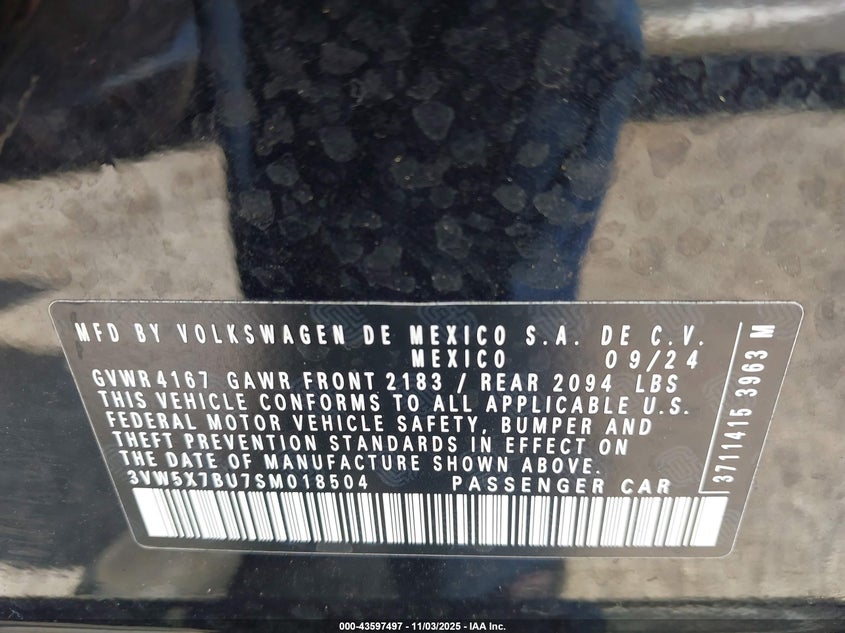 MFD BY VOLKSWAGEN DE MEXICO S.A. DE C.V.
MEXICO 09/24
GVWR 4167 GAWR FRONT 2183 / REAR 2094 LBS
THIS VEHICLE CONFORMS TO ALL APPLICABLE U.S.
FEDERAL MOTOR VEHICLE SAFETY, BUMPER AND
THEFT PREVENTION STANDARDS IN EFFECT ON
THE DATE OF MANUFACTURE SHOWN ABOVE.
3VW5X7BU7SM018504 PASSENGER CAR
3711415 3963 M
000-43597497 - 11/03/2025 - IAA Inc.